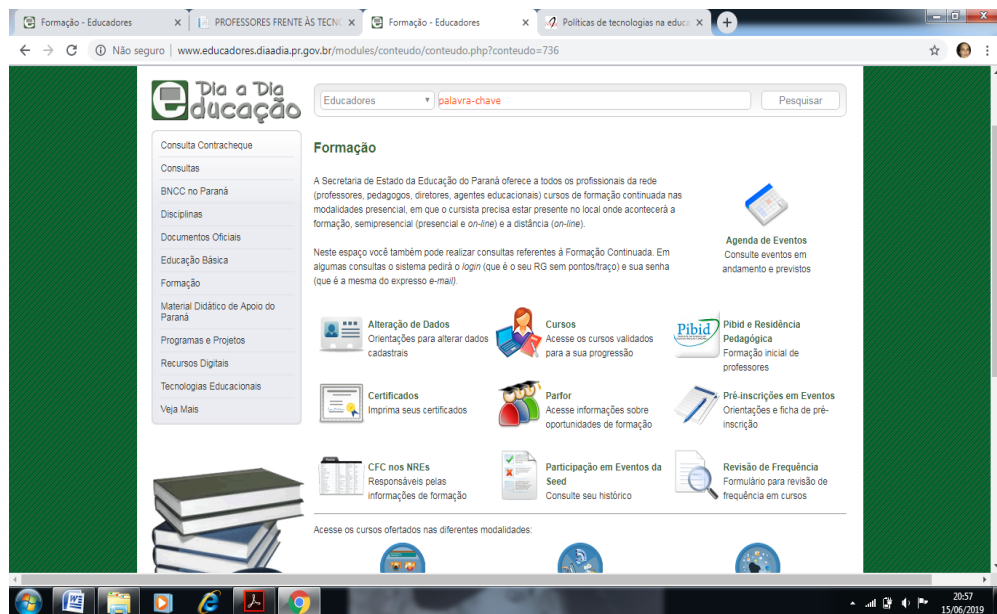 Formação - Educadores
PROFESSORES FRENTE ÀS TECNO
Formação - Educadores
Políticas de tecnologias na educa
Não seguro | www.educadores.diaadia.pr.gov.br/modules/conteudo/conteudo.php?conteudo=736
Dia a Dia
educação
Educadores
palavra-chave
Pesquisar
Consulta Contracheque
Consultas
BNCC no Paraná
Disciplinas
Documentos Oficiais
Educação Básica
Formação
Material Didático de Apoio do
Paraná
Programas e Projetos
Recursos Digitais
Tecnologias Educacionais
Veja Mais
Formação
A Secretaria de Estado da Educação do Paraná oferece a todos os profissionais da rede
(professores, pedagogos, diretores, agentes educacionais) cursos de formação continuada nas
modalidades presencial, em que o cursista precisa estar presente no local onde acontecerá a
formação, semipresencial (presencial e on-line) e a distância (on-line).
Neste espaço você também pode realizar consultas referentes à Formação Continuada. Em
algumas consultas o sistema pedirá o login (que é o seu RG sem pontos/traço) e sua senha
(que é a mesma do expresso e-mail).
Agenda de Eventos
Consulte eventos em
andamento e previstos
Alteração de Dados
Orientações para alterar dados
cadastrais
Cursos
Acesse os cursos validados
para a sua progressão
Pibid
Pibid e Residência
Pedagógica
Formação inicial de
professores
Certificados
Imprima seus certificados
Parfor
Acesse informações sobre
oportunidades de formação
Pré-inscrições em Eventos
Orientações e ficha de pré-
inscrição
CFC nos NREs
Responsáveis pelas
informações de formação
Participação em Eventos da
Seed
Consulte seu histórico
Revisão de Frequência
Formulário para revisão de
frequência em cursos
Acesse os cursos ofertados nas diferentes modalidades:
20:57
15/06/2019